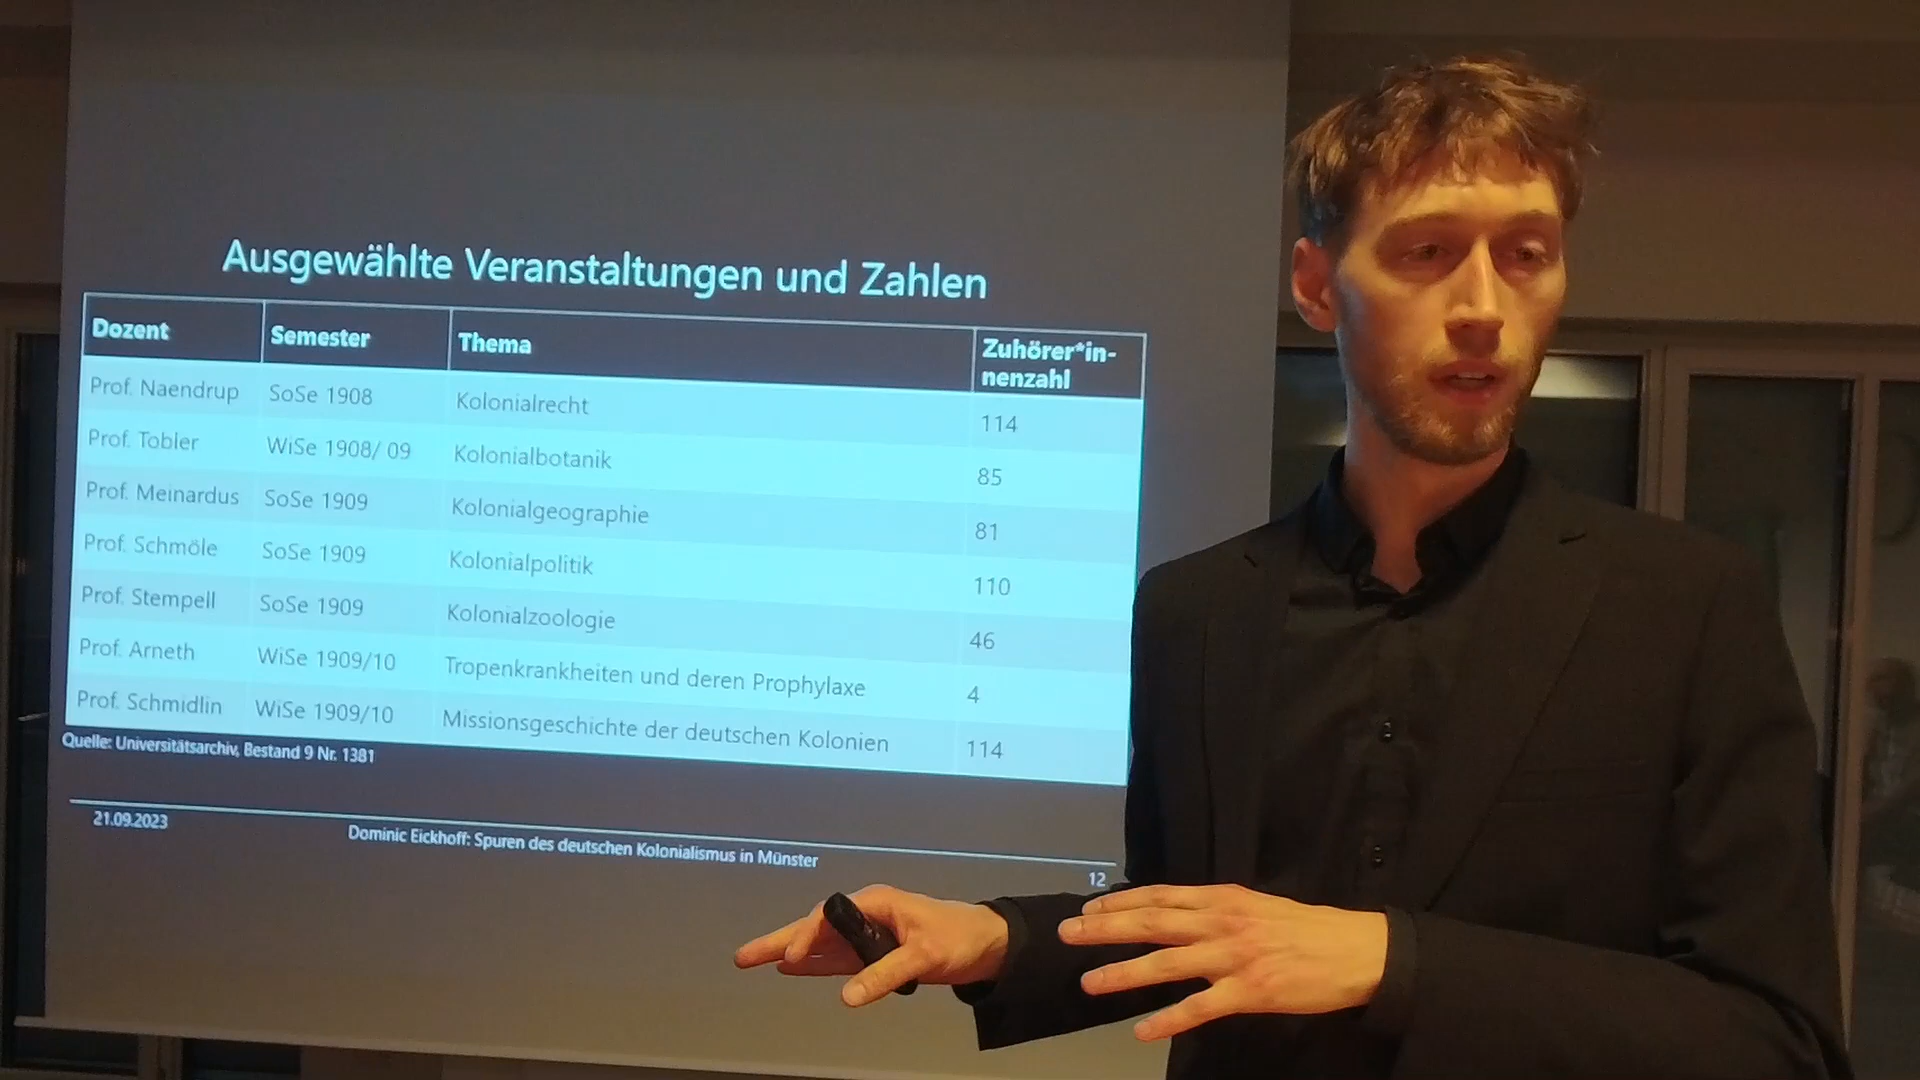 Ausgewählte Veranstaltungen und Zahlen
Dozent Semester Thema Zuhörer*in-
nenzahl
Prof. Naendrup SoSe 1908 Kolonialrecht 114
Prof. Tobler WiSe 1908/ 09 Kolonialbotanik 85
Prof. Meinardus SoSe 1909 Kolonialgeographie 81
Prof. Schmöle SoSe 1909 Kolonialpolitik 110
Prof. Stempell SoSe 1909 Kolonialzoologie 46
Prof. Arneth WiSe 1909/10 Tropenkrankheiten und deren Prophylaxe 4
Prof. Schmidlin WiSe 1909/10 Missionsgeschichte der deutschen Kolonien 114
Quelle: Universitätsarchiv, Bestand 9 Nr. 1381
21.09.2023
Dominic Eickhoff: Spuren des deutschen Kolonialismus in Münster
12